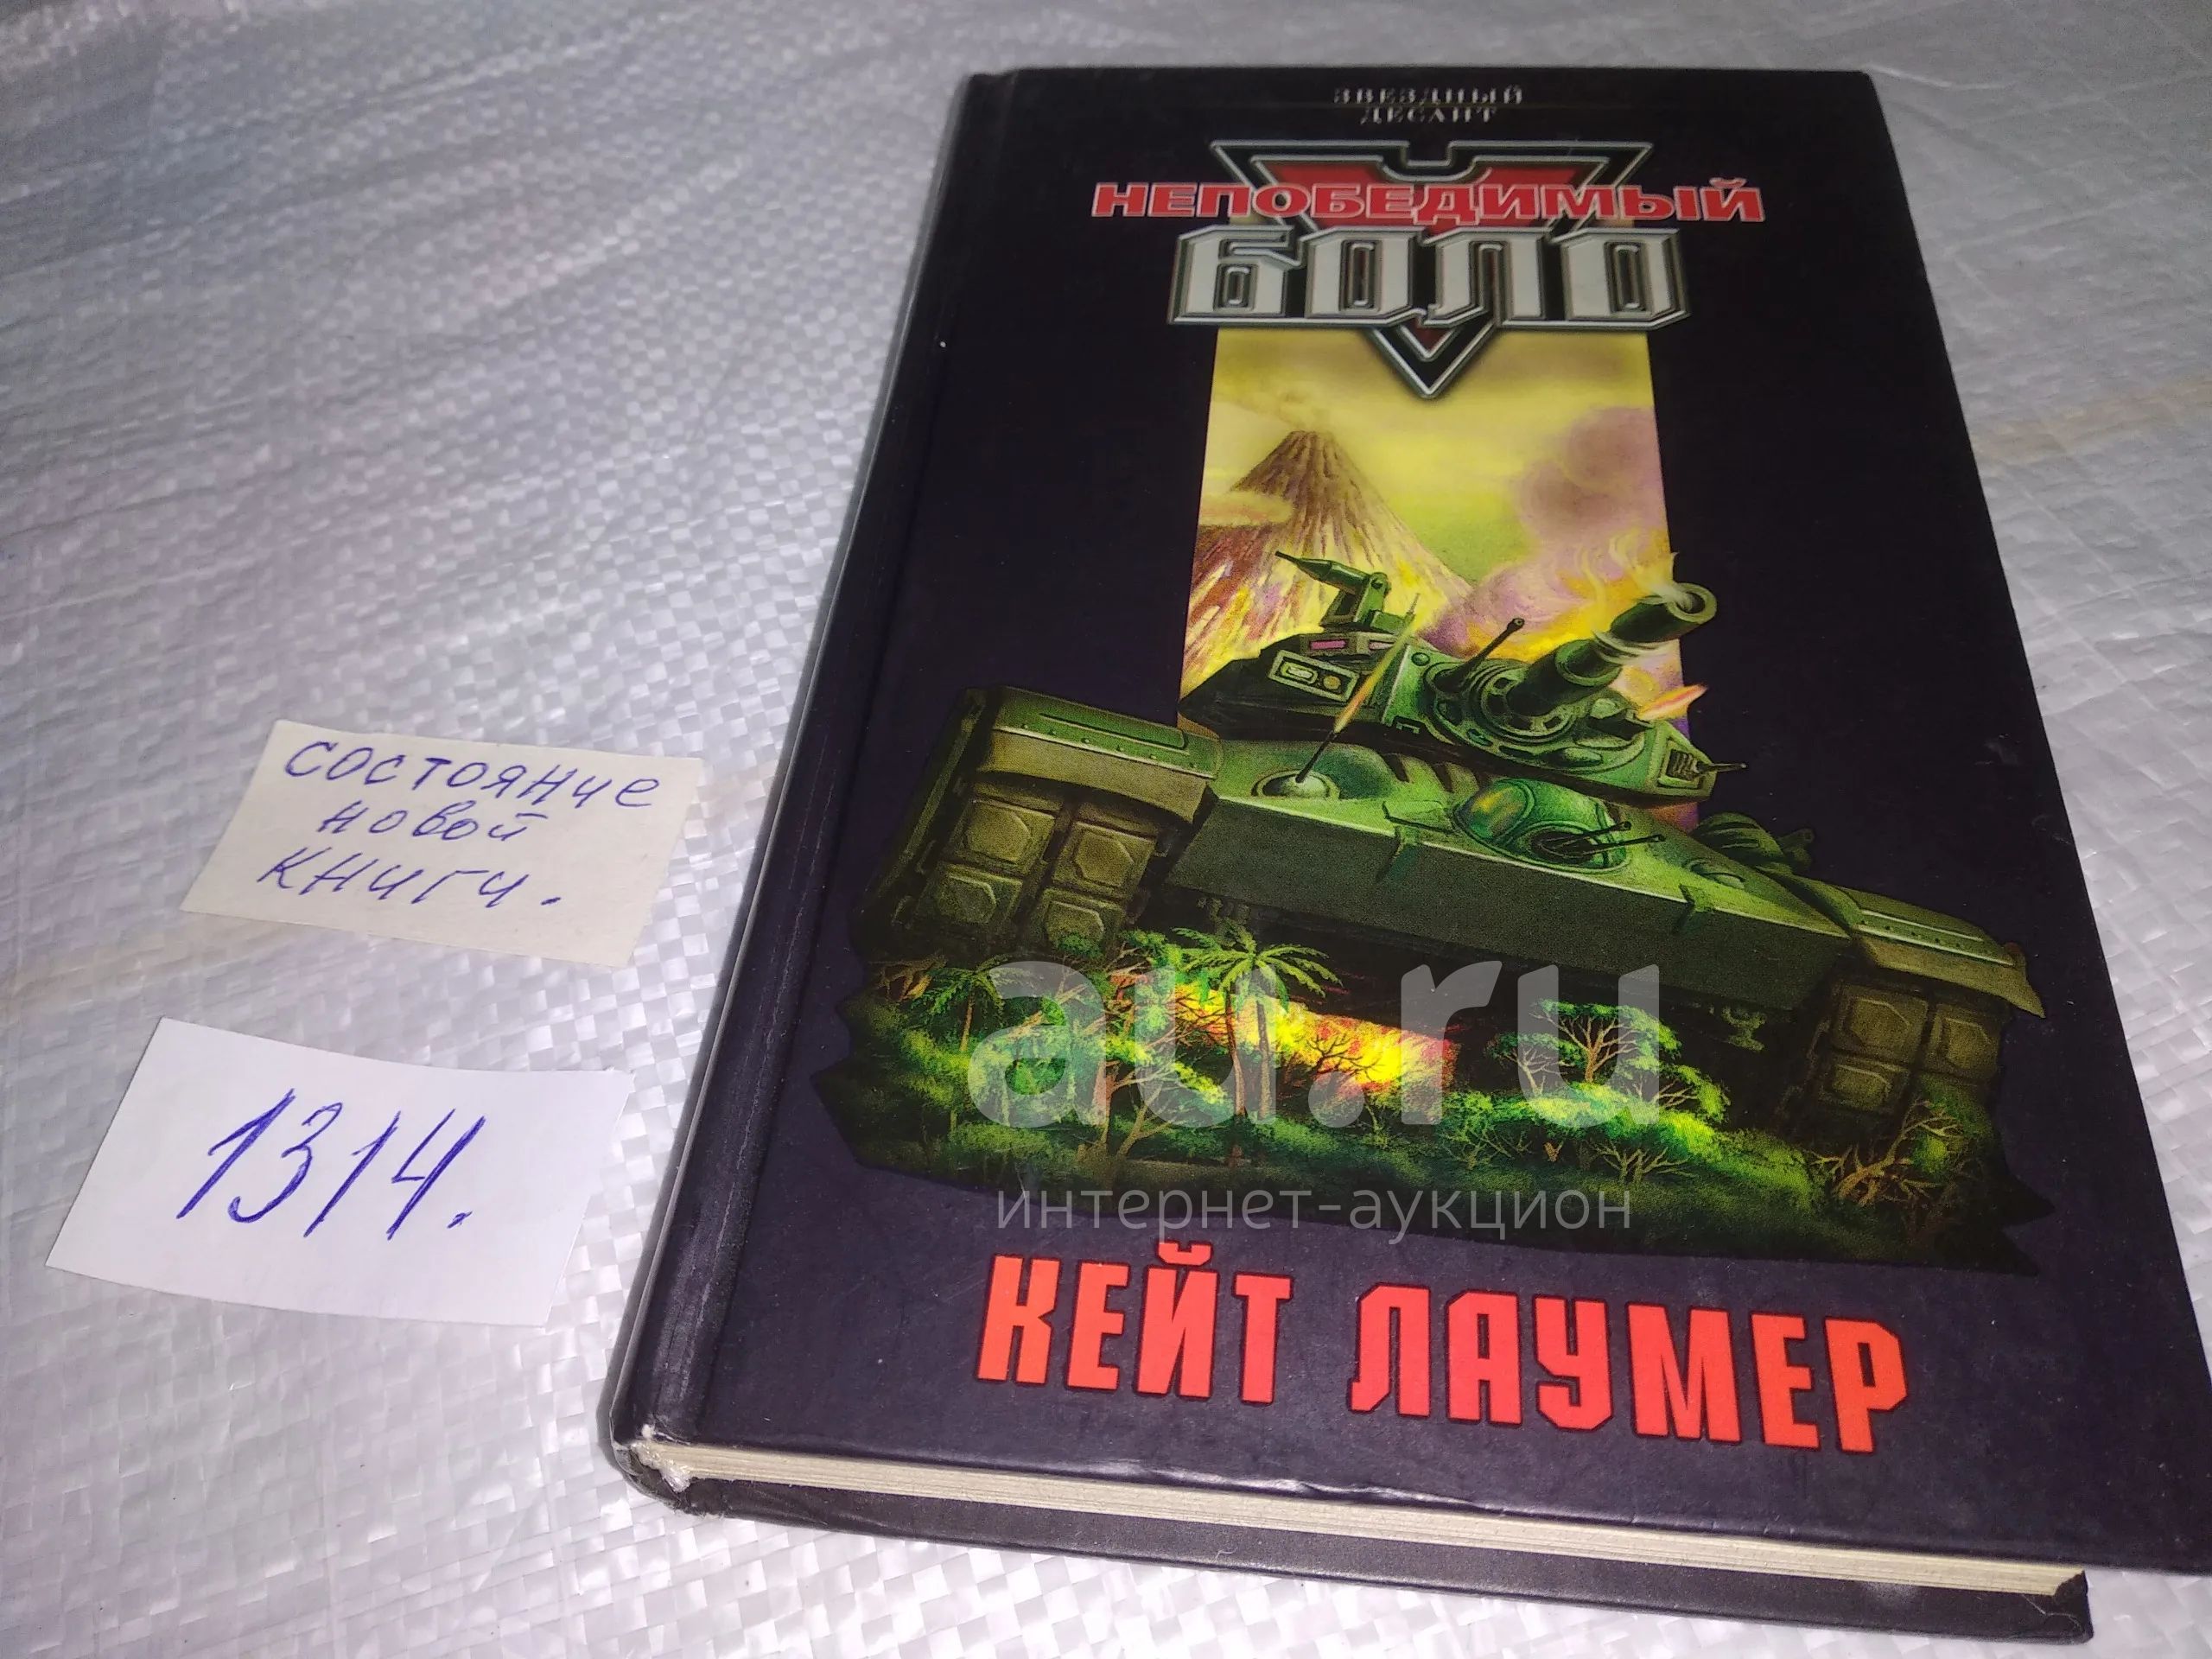 ЗВЕЗДНЫЙ
ДЕСАНТ
НЕПОБЕДИМЫЙ
БОЛО
состояние
новой
книги.
1314.
au.ru
интернет-аукцион
КЕЙТ ЛАУМЕР